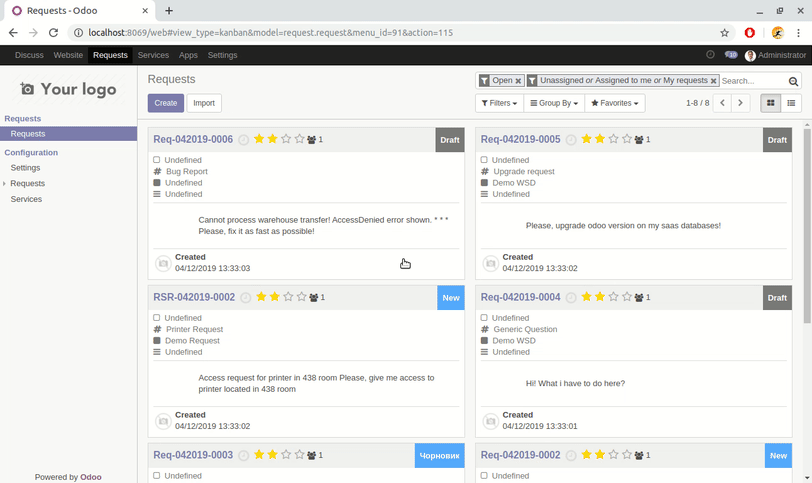 Requests - Odoo
localhost:8069/web#view_type=kanban&model=request.request&menu_id=91&action=115
Discuss Website Requests Services Apps Settings Administrator
Your logo
Requests
Requests
Configuration
Settings
Requests
Services
Powered by Odoo
Requests
Open Unassigned or Assigned to me or My requests Search...
Create Import
Filters Group By Favorites 1-8 / 8
Req-042019-0006 1 Draft
Undefined
# Bug Report
Undefined
Undefined
Cannot process warehouse transfer! AccessDenied error shown. * * *
Please, fix it as fast as possible!
Created
04/12/2019 13:33:03
Req-042019-0005 1 Draft
Undefined
# Upgrade request
Demo WSD
Undefined
Please, upgrade odoo version on my saas databases!
Created
04/12/2019 13:33:02
RSR-042019-0002 1 New
Undefined
# Printer Request
Demo Request
Undefined
Access request for printer in 438 room Please, give me access to
printer located in 438 room
Created
04/12/2019 13:33:02
Req-042019-0004 1 Draft
Undefined
# Generic Question
Demo WSD
Undefined
Hi! What i have to do here?
Created
04/12/2019 13:33:01
Req-042019-0003 1 Чорновик
Undefined
Req-042019-0002 1 New
Undefined